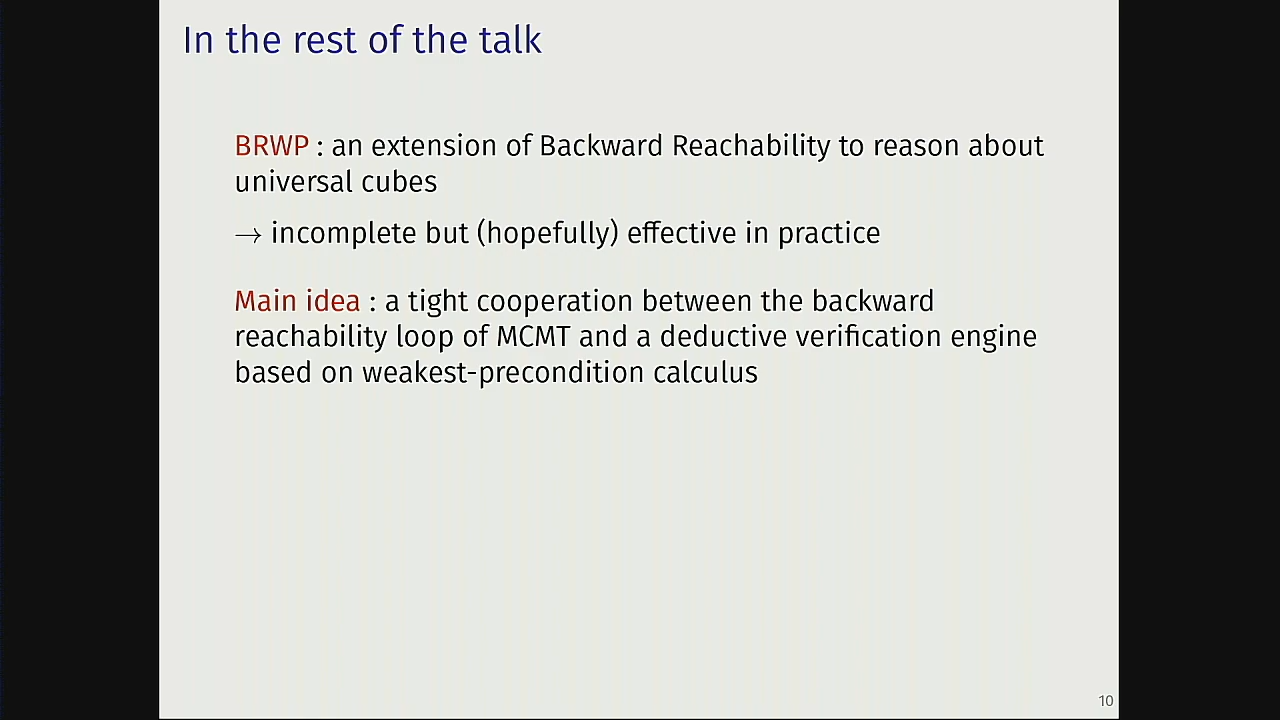 In the rest of the talk
BRWP : an extension of Backward Reachability to reason about
universal cubes
→ incomplete but (hopefully) effective in practice
Main idea : a tight cooperation between the backward
reachability loop of MCMT and a deductive verification engine
based on weakest-precondition calculus
10